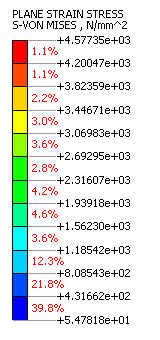 PLANE STRAIN STRESS
S-VON MISES , N/mm^2
+4.57735e+03
1.1%
+4.20047e+03
1.1%
+3.82359e+03
2.2%
+3.44671e+03
3.0%
+3.06983e+03
3.6%
+2.69295e+03
2.8%
+2.31607e+03
4.2%
+1.93918e+03
4.6%
+1.56230e+03
3.6%
+1.18542e+03
12.3%
+8.08543e+02
21.8%
+4.31662e+02
39.8%
+5.47818e+01